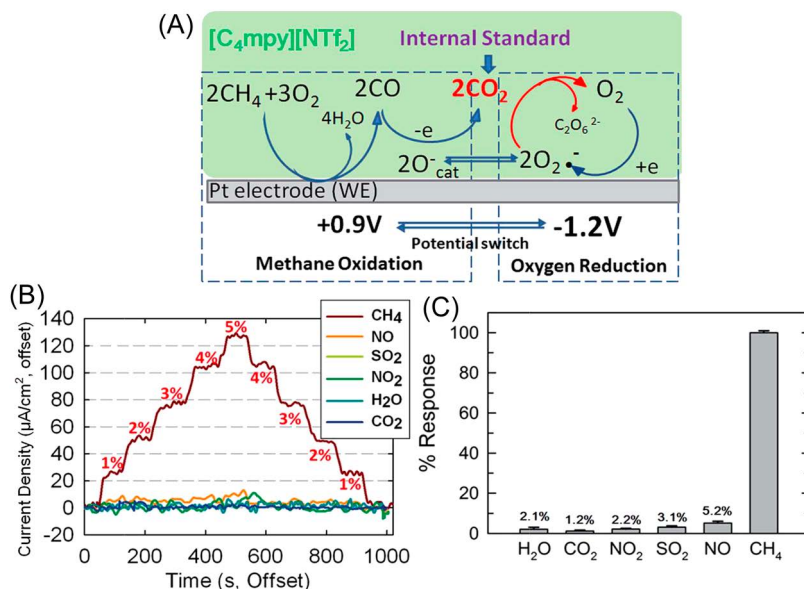 (A)
[C₄mpy][NTf₂]
Internal Standard
2CH₄+3O₂
2CO
2CO₂
O₂
4H₂O
-e
C₂O₆²⁻
2O⁻cat
2O₂•⁻
+e
Pt electrode (WE)
+0.9V
-1.2V
Potential switch
Methane Oxidation
Oxygen Reduction
(B)
Current Density (μA/cm², offset)
140
120
100
80
60
40
20
0
-20
1%
2%
3%
4%
5%
4%
3%
2%
1%
CH₄
NO
SO₂
NO₂
H₂O
CO₂
0
200
400
600
800
1000
Time (s, Offset)
(C)
% Response
100
80
60
40
20
0
2.1%
1.2%
2.2%
3.1%
5.2%
H₂O
CO₂
NO₂
SO₂
NO
CH₄